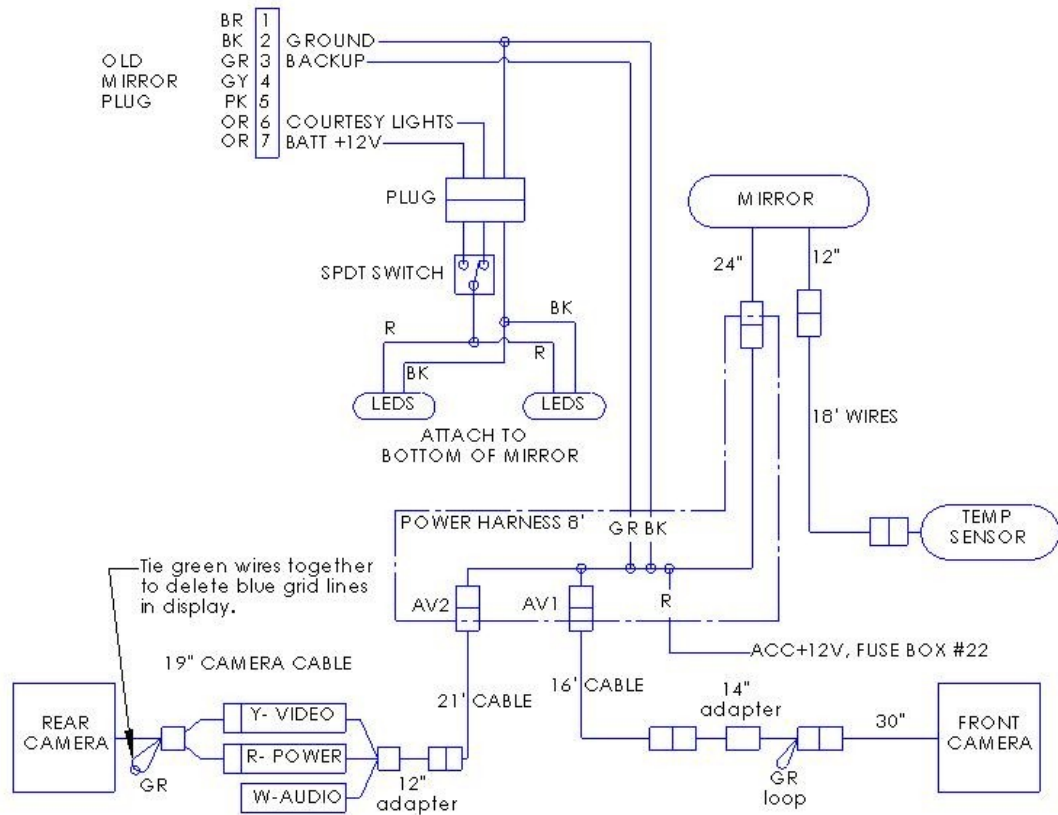 BR 1
BK 2 GROUND
OLD MIRROR PLUG
GR 3 BACKUP
GY 4
PK 5
OR 6 COURTESY LIGHTS
OR 7 BATT +12V
PLUG
SPDT SWITCH
R
BK
BK
R
LEDS
LEDS
ATTACH TO
BOTTOM OF MIRROR
MIRROR
24"
12"
18' WIRES
TEMP
SENSOR
POWER HARNESS 8'
GR BK
R
AV2
AV1
ACC+12V, FUSE BOX #22
Tie green wires together
to delete blue grid lines
in display.
19" CAMERA CABLE
21' CABLE
16' CABLE
REAR
CAMERA
GR
Y- VIDEO
R- POWER
W-AUDIO
12"
adapter
14"
adapter
GR
loop
30"
FRONT
CAMERA